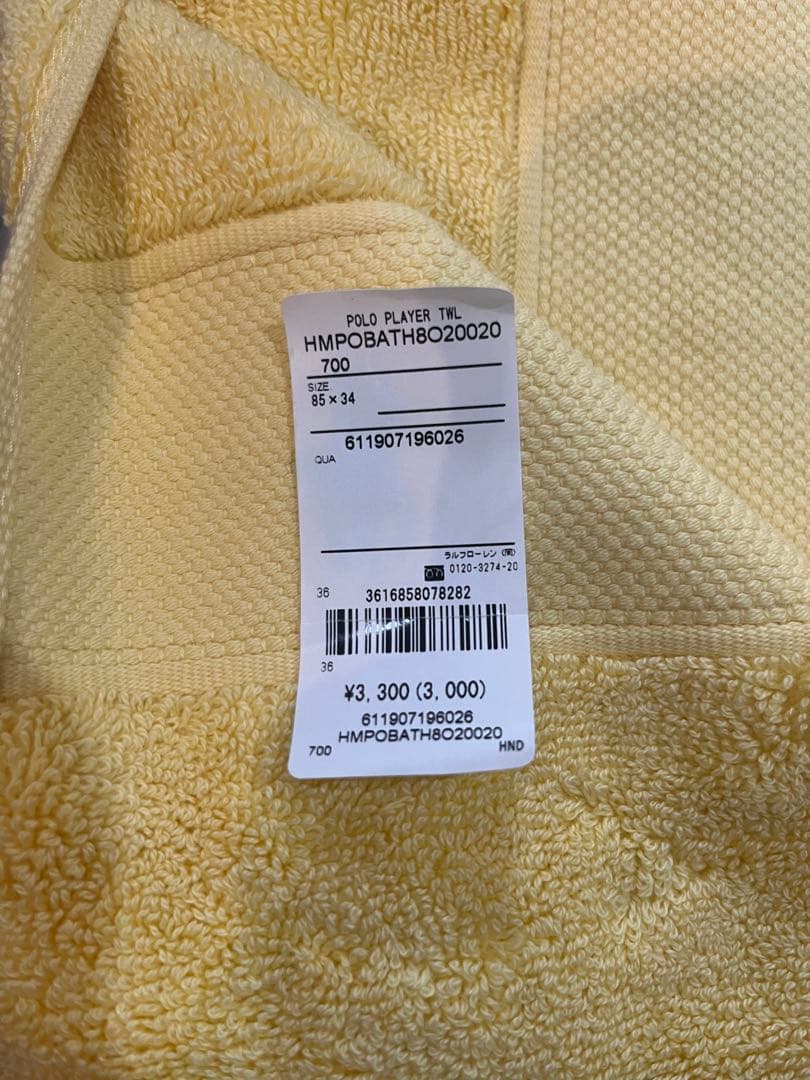 POLO PLAYER TWL
HMPOBATH8O20020
700
SIZE.
85×34
611907196026
QUA
ラルフローレン
0120-3274-20
36
3616858078282
36
¥3,300(3,000)
611907196026
HMPOBATH8O20020
700 HND